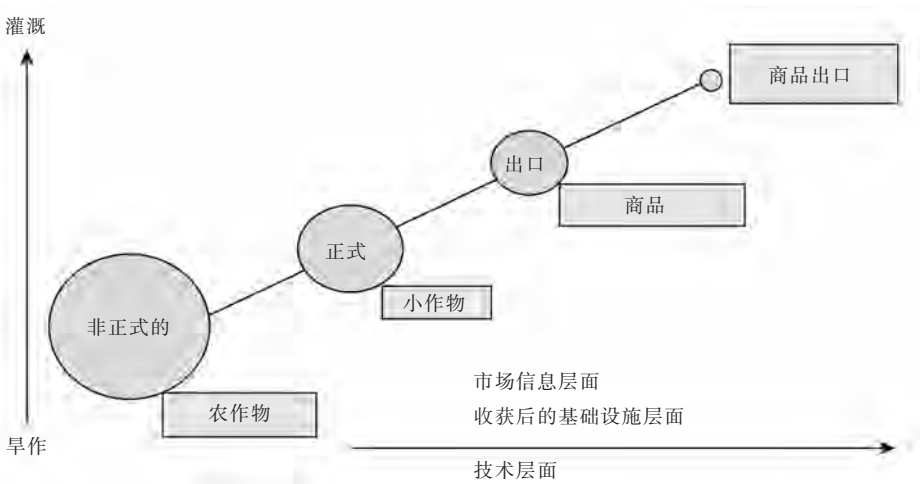 灌溉
商品出口
出口
商品
正式
小作物
非正式的
市场信息层面
农作物
收获后的基础设施层面
旱作
技术层面